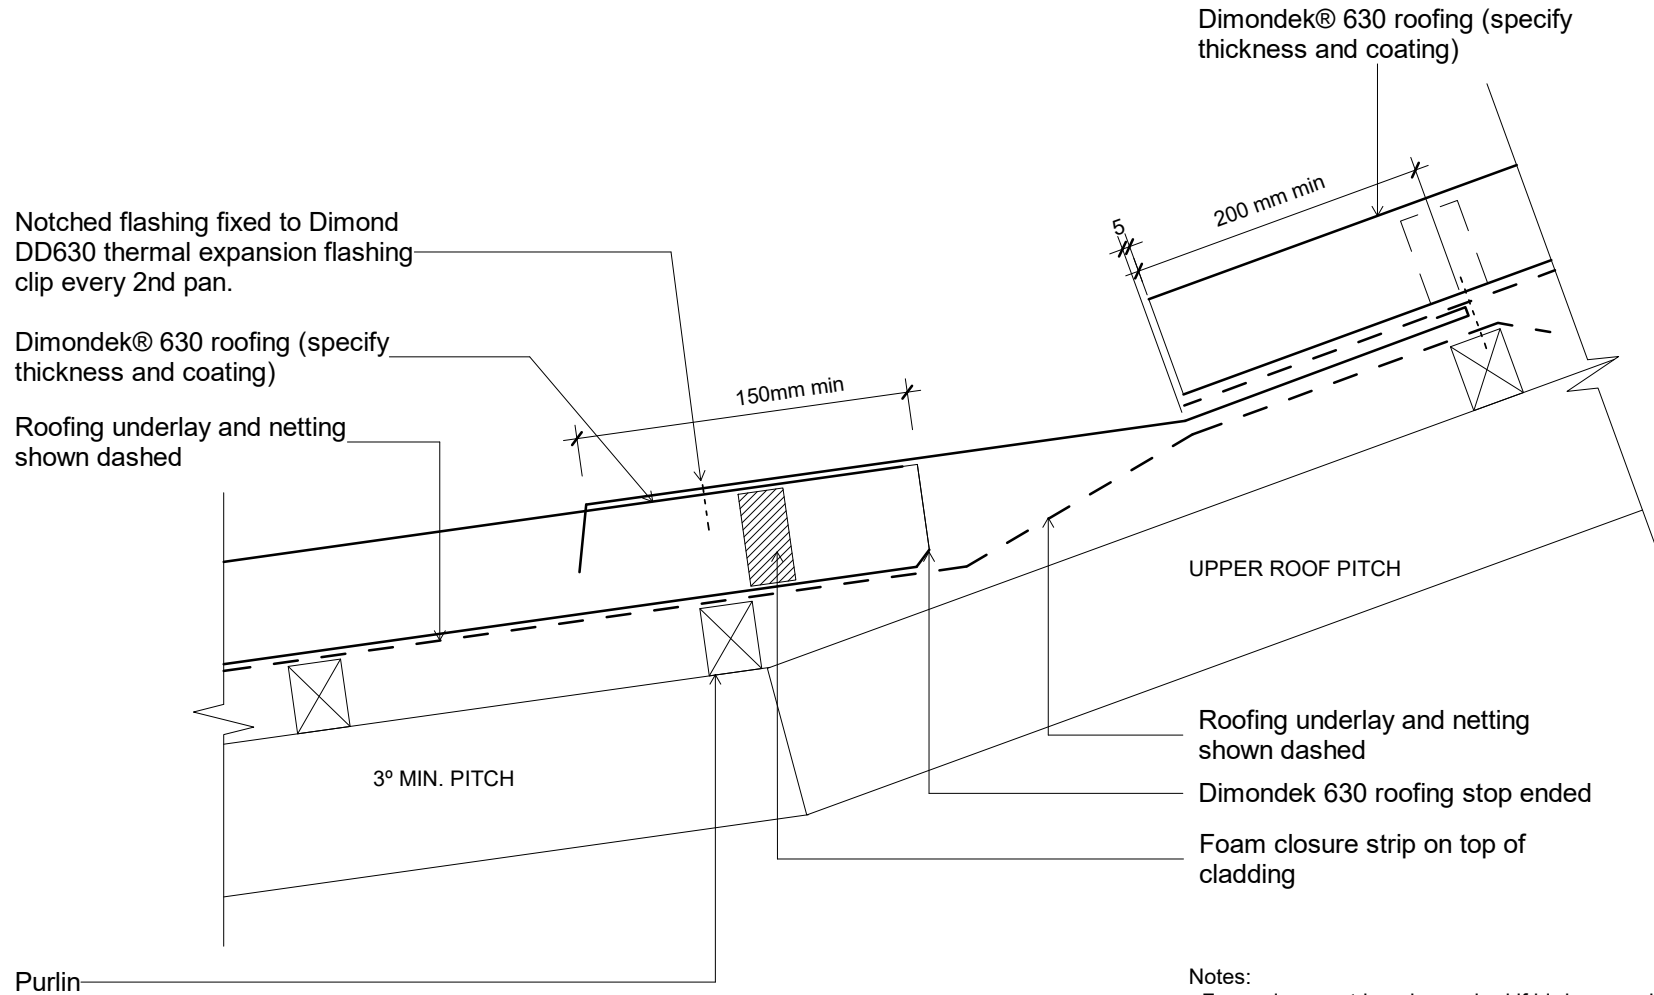 Dimondek® 630 roofing (specify
thickness and coating)
Notched flashing fixed to Dimond
DD630 thermal expansion flashing
clip every 2nd pan.
5
200 mm min
Dimondek® 630 roofing (specify
thickness and coating)
150mm min
Roofing underlay and netting
shown dashed
UPPER ROOF PITCH
3º MIN. PITCH
Roofing underlay and netting
shown dashed
Dimondek 630 roofing stop ended
Foam closure strip on top of
cladding
Purlin
Notes: